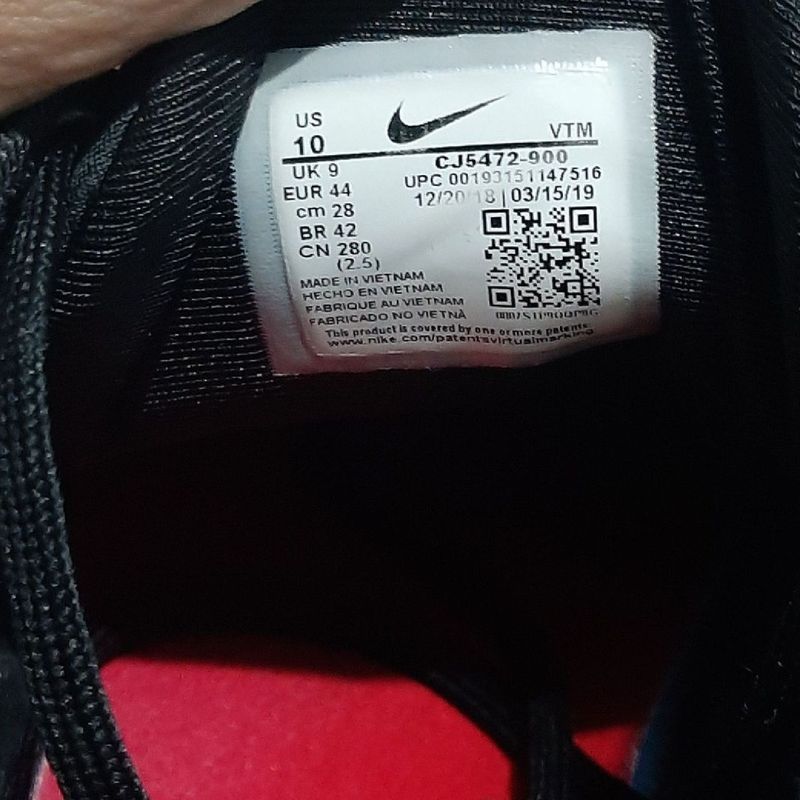 US
10
VTM
UK 9
EUR 44
cm 28
BR 42
CN 280
(2.5)
CJ5472-900
UPC 00193151147516
12/20/18 | 03/15/19
MADE IN VIETNAM
HECHO EN VIETNAM
FABRIQUE AU VIETNAM
FABRICADO NO VIETNÃ
This product is covered by one or more patents
www.nike.com/patentsvirtualmarking